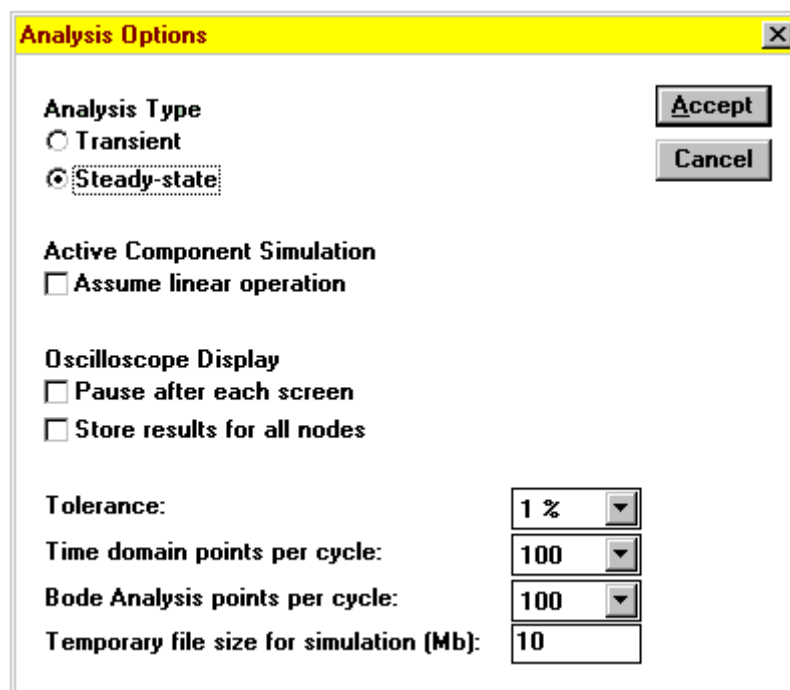 Analysis Options
Analysis Type
Accept
Transient
Cancel
Steady-state
Active Component Simulation
Assume linear operation
Oscilloscope Display
Pause after each screen
Store results for all nodes
Tolerance: 1 %
Time domain points per cycle: 100
Bode Analysis points per cycle: 100
Temporary file size for simulation (Mb): 10